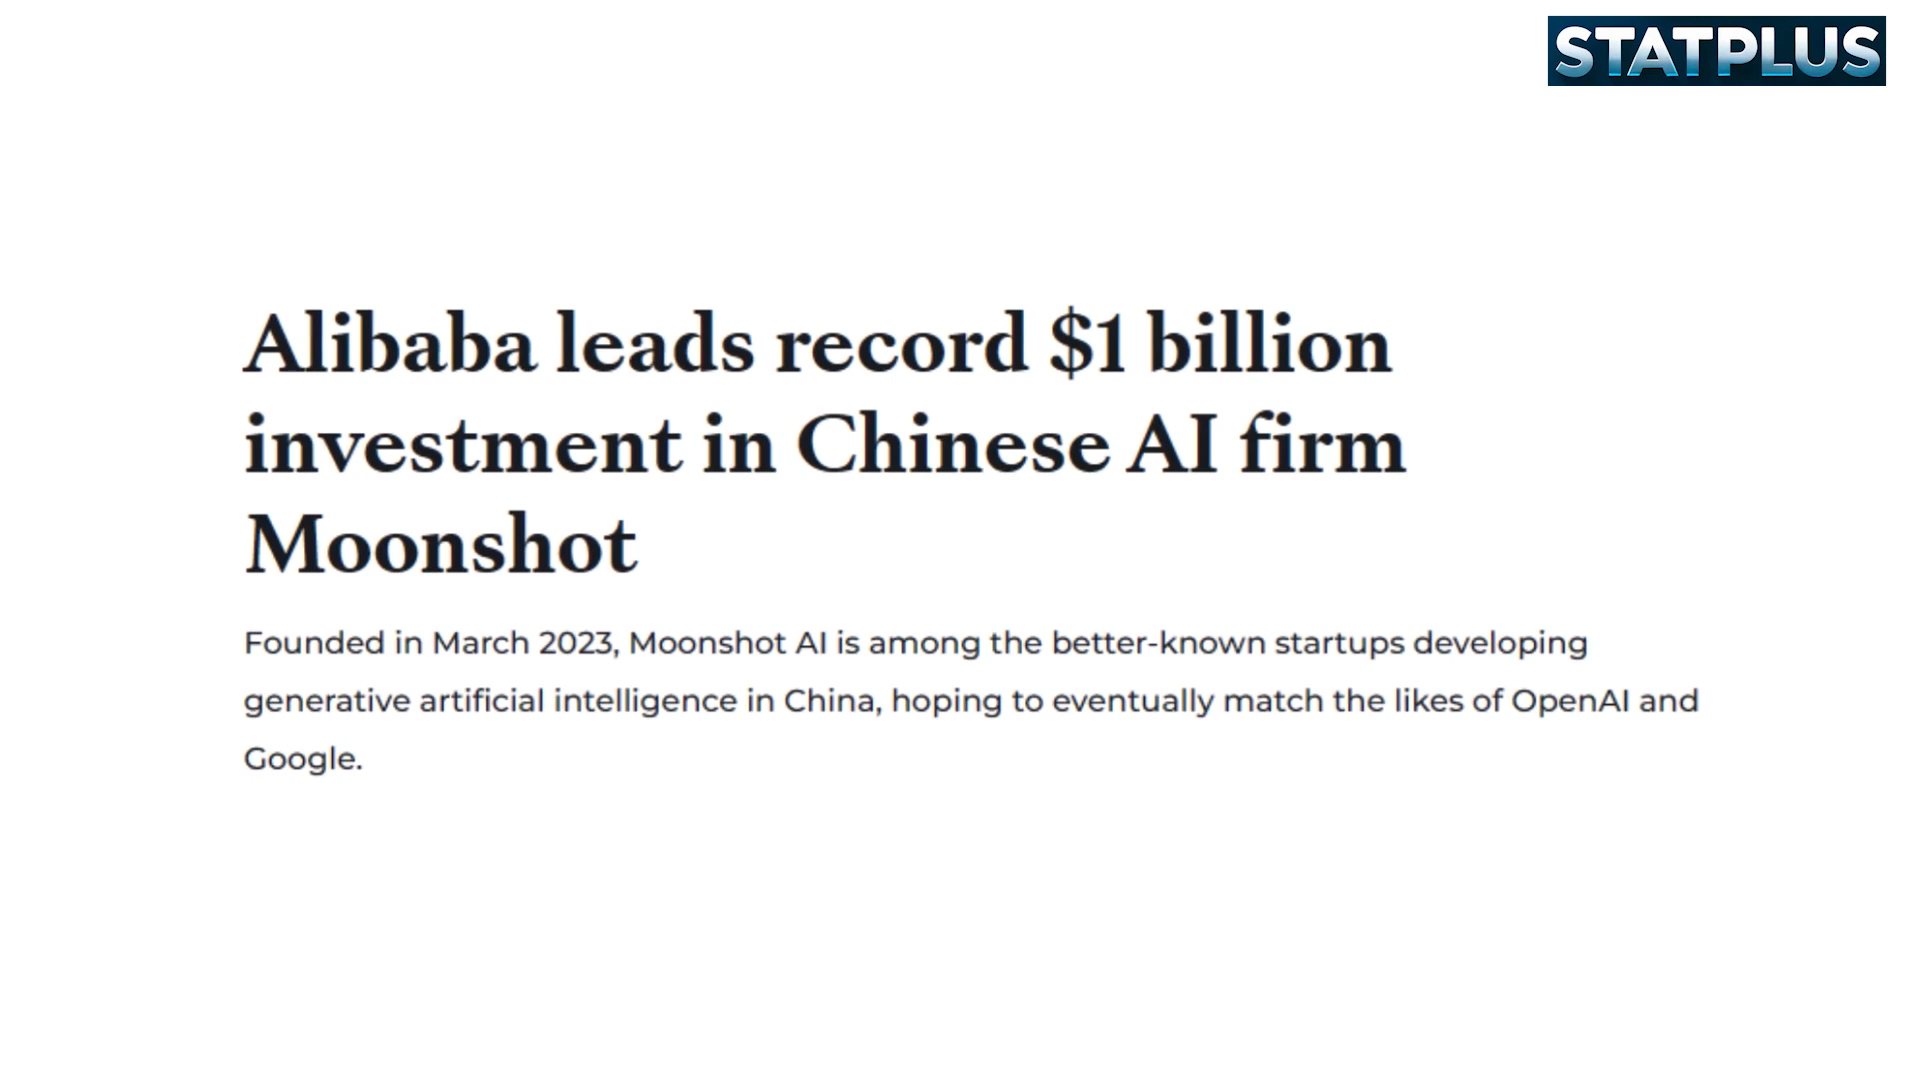 STATPLUS
Alibaba leads record $1 billion
investment in Chinese AI firm
Moonshot
Founded in March 2023, Moonshot AI is among the better-known startups developing
generative artificial intelligence in China, hoping to eventually match the likes of OpenAI and
Google.